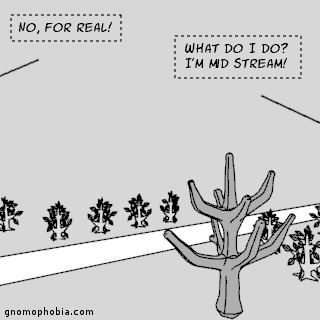 NO, FOR REAL!
WHAT DO I DO?
I'M MID STREAM!
gnomophobia.com